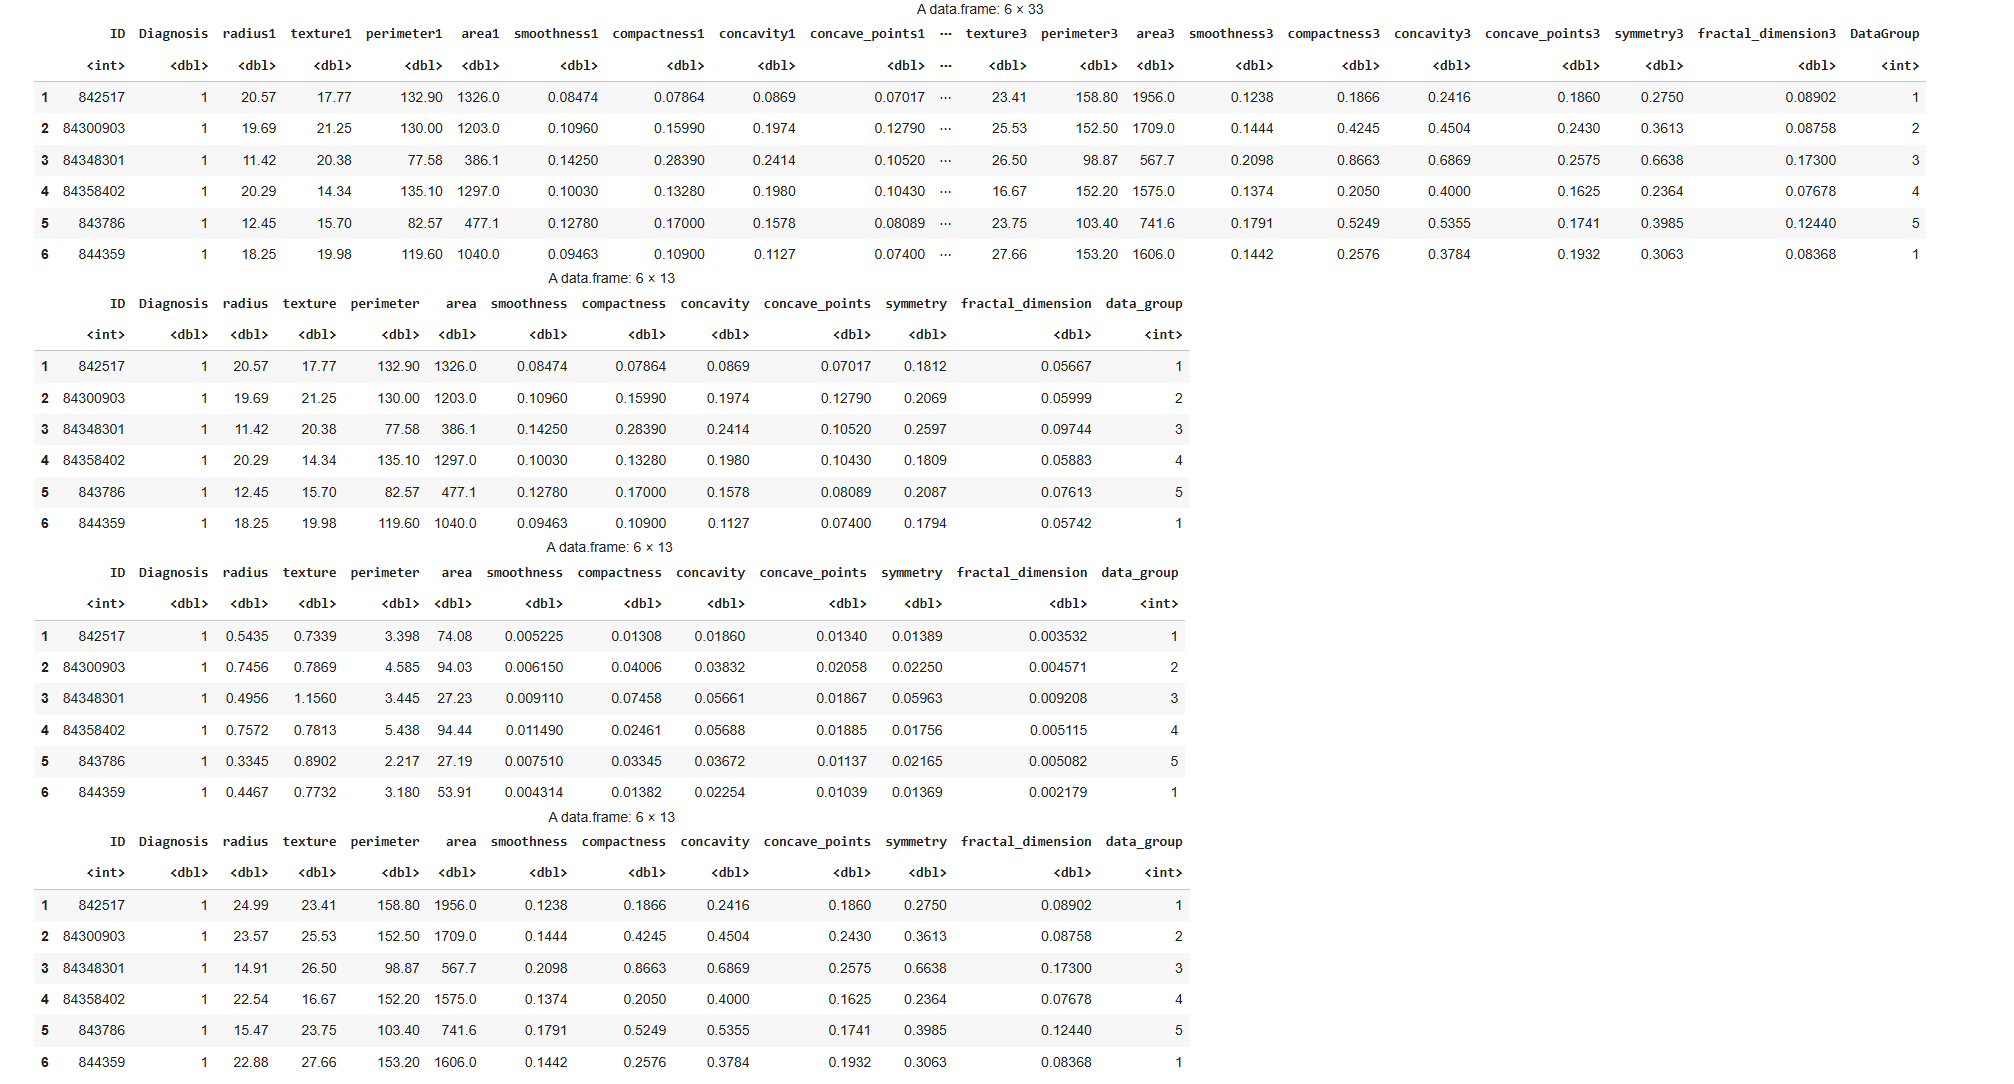 A data.frame: 6 × 33
ID Diagnosis radius1 texture1 perimeter1 area1 smoothness1 compactness1 concavity1 concave_points1 ⋯ texture3 perimeter3 area3 smoothness3 compactness3 concavity3 concave_points3 symmetry3 fractal_dimension3 DataGroup
<int> <dbl> <dbl> <dbl> <dbl> <dbl> <dbl> <dbl> <dbl> <dbl> ⋯ <dbl> <dbl> <dbl> <dbl> <dbl> <dbl> <dbl> <dbl> <dbl> <int>
1 842517 1 20.57 17.77 132.90 1326.0 0.08474 0.07864 0.0869 0.07017 ⋯ 23.41 158.80 1956.0 0.1238 0.1866 0.2416 0.1860 0.2750 0.08902 1
2 84300903 1 19.69 21.25 130.00 1203.0 0.10960 0.15990 0.1974 0.12790 ⋯ 25.53 152.50 1709.0 0.1444 0.4245 0.4504 0.2430 0.3613 0.08758 2
3 84348301 1 11.42 20.38 77.58 386.1 0.14250 0.28390 0.2414 0.10520 ⋯ 26.50 98.87 567.7 0.2098 0.8663 0.6869 0.2575 0.6638 0.17300 3
4 84358402 1 20.29 14.34 135.10 1297.0 0.10030 0.13280 0.1980 0.10430 ⋯ 16.67 152.20 1575.0 0.1374 0.2050 0.4000 0.1625 0.2364 0.07678 4
5 843786 1 12.45 15.70 82.57 477.1 0.12780 0.17000 0.1578 0.08089 ⋯ 23.75 103.40 741.6 0.1791 0.5249 0.5355 0.1741 0.3985 0.12440 5
6 844359 1 18.25 19.98 119.60 1040.0 0.09463 0.10900 0.1127 0.07400 ⋯ 27.66 153.20 1606.0 0.1442 0.2576 0.3784 0.1932 0.3063 0.08368 1
A data.frame: 6 × 13
ID Diagnosis radius texture perimeter area smoothness compactness concavity concave_points symmetry fractal_dimension data_group
<int> <dbl> <dbl> <dbl> <dbl> <dbl> <dbl> <dbl> <dbl> <dbl> <dbl> <dbl> <int>
1 842517 1 20.57 17.77 132.90 1326.0 0.08474 0.07864 0.0869 0.07017 0.1812 0.05667 1
2 84300903 1 19.69 21.25 130.00 1203.0 0.10960 0.15990 0.1974 0.12790 0.2069 0.05999 2
3 84348301 1 11.42 20.38 77.58 386.1 0.14250 0.28390 0.2414 0.10520 0.2597 0.09744 3
4 84358402 1 20.29 14.34 135.10 1297.0 0.10030 0.13280 0.1980 0.10430 0.1809 0.05883 4
5 843786 1 12.45 15.70 82.57 477.1 0.12780 0.17000 0.1578 0.08089 0.2087 0.07613 5
6 844359 1 18.25 19.98 119.60 1040.0 0.09463 0.10900 0.1127 0.07400 0.1794 0.05742 1
A data.frame: 6 × 13
ID Diagnosis radius texture perimeter area smoothness compactness concavity concave_points symmetry fractal_dimension data_group
<int> <dbl> <dbl> <dbl> <dbl> <dbl> <dbl> <dbl> <dbl> <dbl> <dbl> <dbl> <int>
1 842517 1 0.5435 0.7339 3.398 74.08 0.005225 0.01308 0.01860 0.01340 0.01389 0.003532 1
2 84300903 1 0.7456 0.7869 4.585 94.03 0.006150 0.04006 0.03832 0.02058 0.02250 0.004571 2
3 84348301 1 0.4956 1.1560 3.445 27.23 0.009110 0.07458 0.05661 0.01867 0.05963 0.009208 3
4 84358402 1 0.7572 0.7813 5.438 94.44 0.011490 0.02461 0.05688 0.01885 0.01756 0.005115 4
5 843786 1 0.3345 0.8902 2.217 27.19 0.007510 0.03345 0.03672 0.01137 0.02165 0.005082 5
6 844359 1 0.4467 0.7732 3.180 53.91 0.004314 0.01382 0.02254 0.01039 0.01369 0.002179 1
A data.frame: 6 × 13
ID Diagnosis radius texture perimeter area smoothness compactness concavity concave_points symmetry fractal_dimension data_group
<int> <dbl> <dbl> <dbl> <dbl> <dbl> <dbl> <dbl> <dbl> <dbl> <dbl> <dbl> <int>
1 842517 1 24.99 23.41 158.80 1956.0 0.1238 0.1866 0.2416 0.1860 0.2750 0.08902 1
2 84300903 1 23.57 25.53 152.50 1709.0 0.1444 0.4245 0.4504 0.2430 0.3613 0.08758 2
3 84348301 1 14.91 26.50 98.87 567.7 0.2098 0.8663 0.6869 0.2575 0.6638 0.17300 3
4 84358402 1 22.54 16.67 152.20 1575.0 0.1374 0.2050 0.4000 0.1625 0.2364 0.07678 4
5 843786 1 15.47 23.75 103.40 741.6 0.1791 0.5249 0.5355 0.1741 0.3985 0.12440 5
6 844359 1 22.88 27.66 153.20 1606.0 0.1442 0.2576 0.3784 0.1932 0.3063 0.08368 1